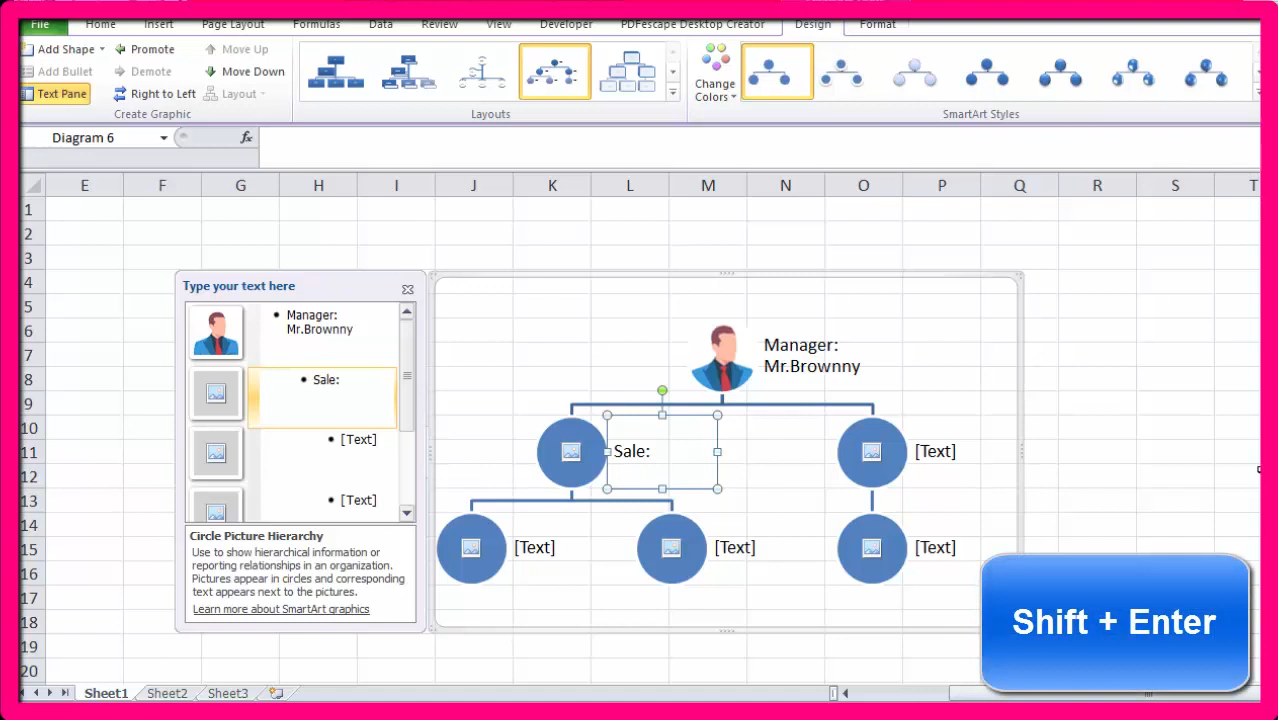 File Home Insert Page Layout Formulas Data Review View Developer PDFescape Desktop Creator Design Format
Add Shape Promote Move Up
Add Bullet Demote Move Down
Text Pane Right to Left Layout
Change
Colors
Create Graphic Layouts SmartArt Styles
Diagram 6 fx
E F G H I J K L M N O P Q R S T
1
2
3
4
5
6
7
8
9
10
11
12
13
14
15
16
17
18
19
20
Type your text here
Manager:
Mr.Brownny
Sale:
[Text]
[Text]
Circle Picture Hierarchy
Use to show hierarchical information or
reporting relationships in an organization.
Pictures appear in circles and corresponding
text appears next to the pictures.
Learn more about SmartArt graphics
Manager:
Mr.Brownny
Sale: [Text]
[Text] [Text] [Text]
Shift + Enter
Sheet1 Sheet2 Sheet3